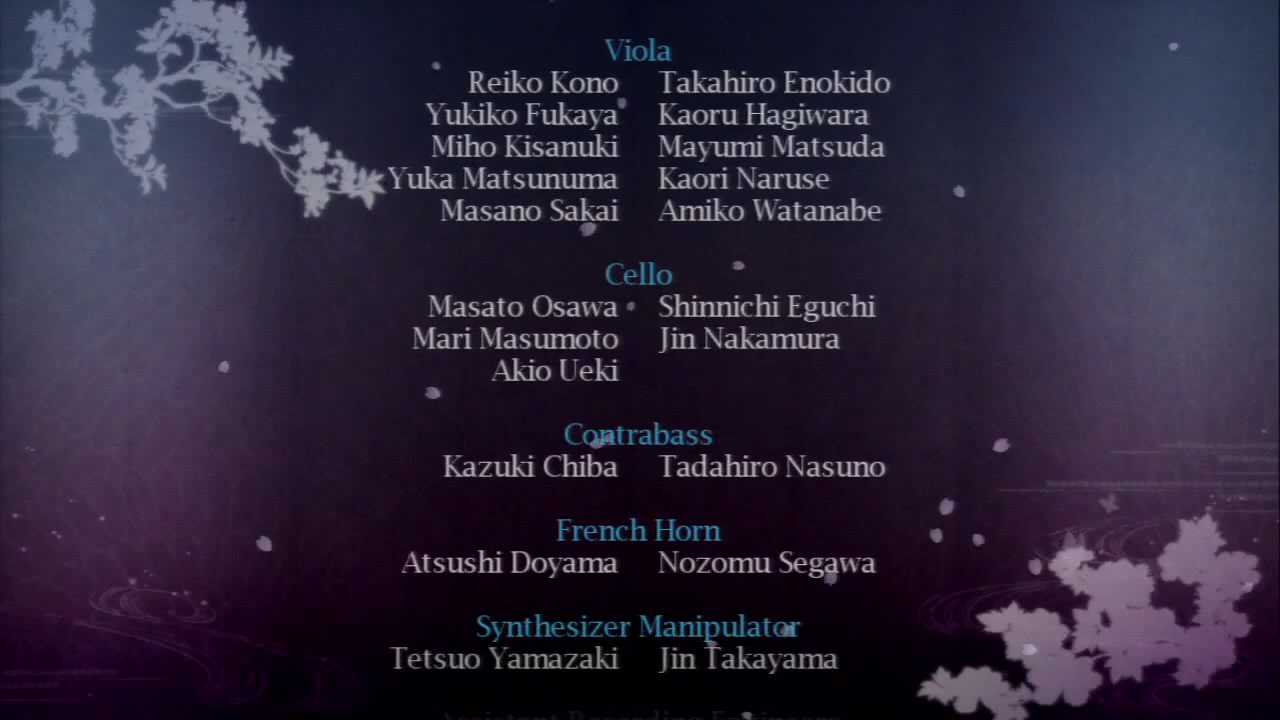 Viola
Reiko Kono Takahiro Enokido
Yukiko Fukaya Kaoru Hagiwara
Miho Kisanuki Mayumi Matsuda
Yuka Matsunuma Kaori Naruse
Masano Sakai Amiko Watanabe
Cello
Masato Osawa Shinnichi Eguchi
Mari Masumoto Jin Nakamura
Akio Ueki
Contrabass
Kazuki Chiba Tadahiro Nasuno
French Horn
Atsushi Doyama Nozomu Segawa
Synthesizer Manipulator
Tetsuo Yamazaki Jin Takayama